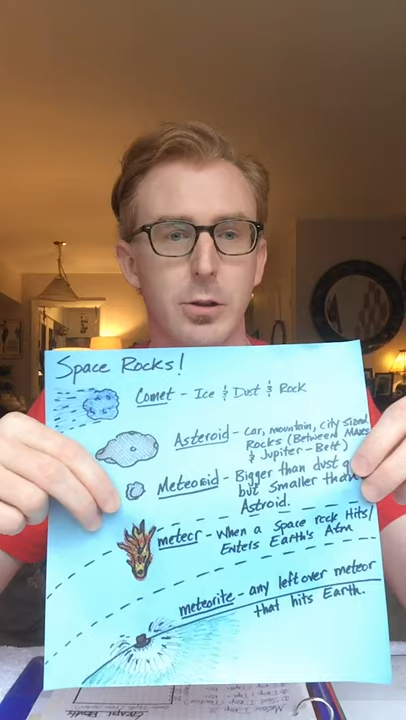 Space Rocks!
Comet - Ice & Dust & Rock
Asteroid - Car, mountain, city sized
Rocks (Between Mars
& Jupiter - Belt)
Meteoroid - Bigger than dust
but smaller than
Astroid.
meteor - When a space rock Hits/
Enters Earth's Atm
meteorite - any left over meteor
that hits Earth.